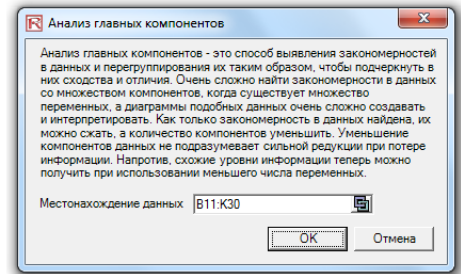 Анализ главных компонентов
Анализ главных компонентов - это способ выявления закономерностей
в данных и перегруппирования их таким образом, чтобы подчеркнуть в
них сходства и отличия. Очень сложно найти закономерности в данных
со множеством компонентов, когда существует множество
переменных, а диаграммы подобных данных очень сложно создавать
и интерпретировать. Как только закономерность в данных найдена, их
можно сжать, а количество компонентов уменьшить. Уменьшение
компонентов данных не подразумевает сильной редукции при потере
информации. Напротив, схожие уровни информации теперь можно
получить при использовании меньшего числа переменных.
Местонахождение данных B11:K30
OK Отмена